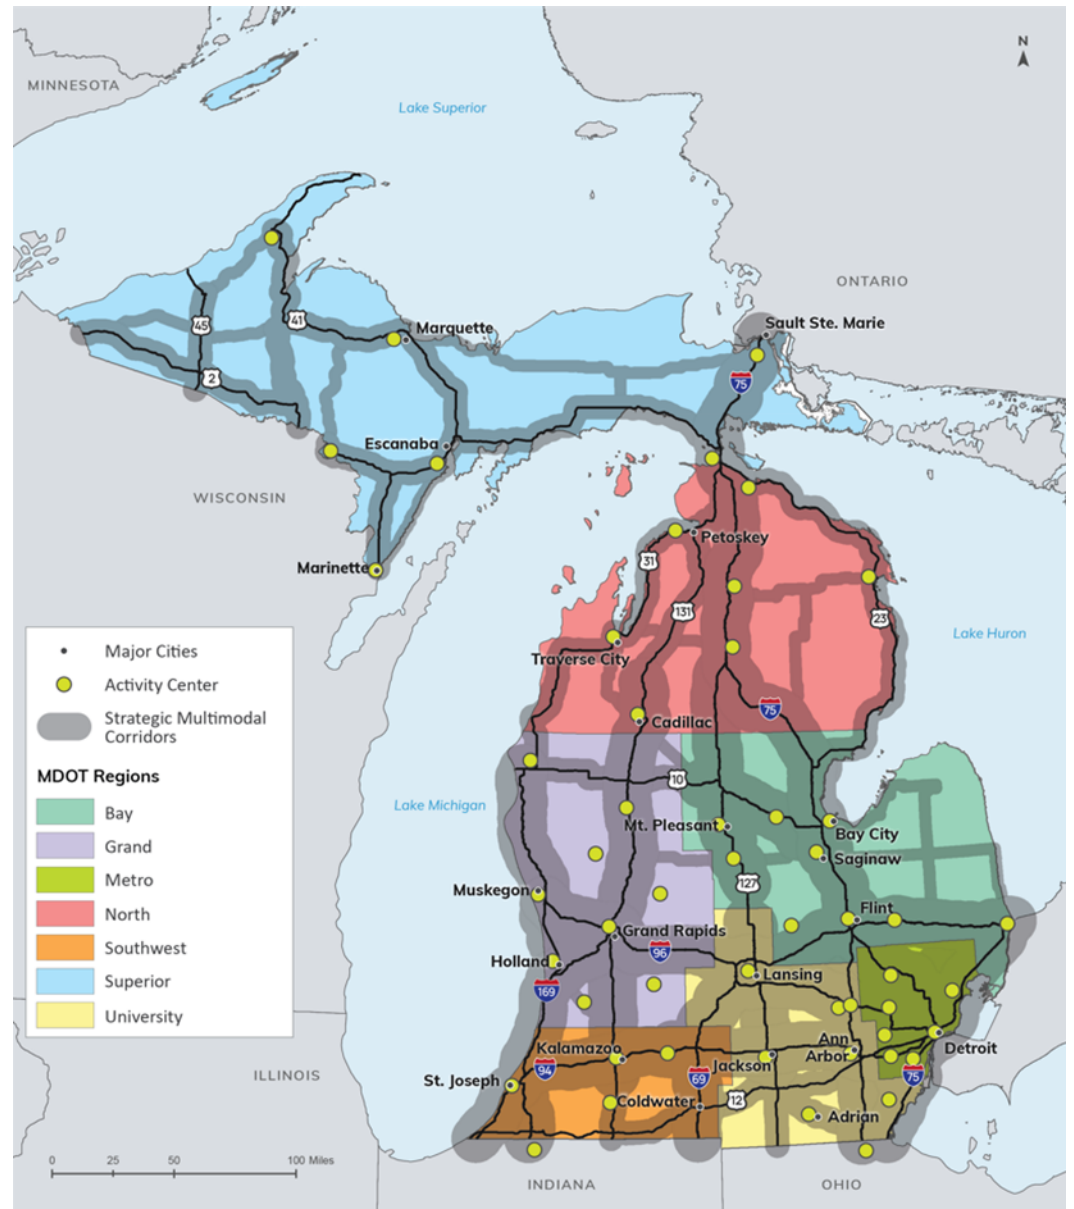 N
MINNESOTA
Lake Superior
ONTARIO
Sault Ste. Marie
45
41
Marquette
75
2
Escanaba
WISCONSIN
Petoskey
Marinette
31
131
23
Lake Huron
Traverse City
75
Cadillac
10
Lake Michigan
Mt. Pleasant
Bay City
Saginaw
127
Muskegon
Flint
Grand Rapids
96
Holland
Lansing
169
Kalamazoo
Ann
Arbor
Detroit
94
Jackson
75
St. Joseph
69
Coldwater
12
Adrian
ILLINOIS
INDIANA
OHIO
Major Cities
Activity Center
Strategic Multimodal
Corridors
MDOT Regions
Bay
Grand
Metro
North
Southwest
Superior
University
0 25 50 100 Miles